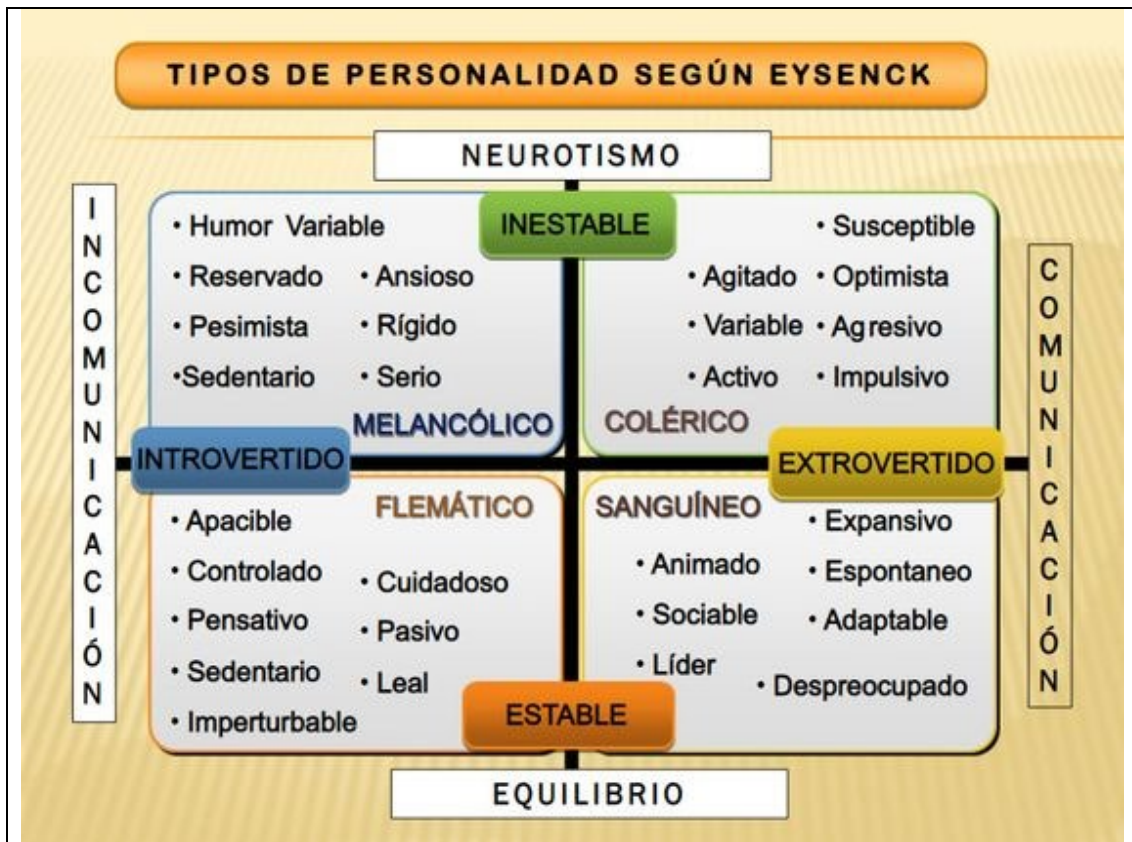 TIPOS DE PERSONALIDAD SEGÚN EYSENCK
NEUROTISMO
INCOMUNICACIÓN
INESTABLE
• Humor Variable
• Reservado
• Pesimista
•Sedentario
• Ansioso
• Rígido
• Serio
MELANCÓLICO
• Susceptible
• Agitado
• Optimista
• Variable
• Agresivo
• Activo
• Impulsivo
COLÉRICO
COMUNICACIÓN
INTROVERTIDO
EXTROVERTIDO
FLEMÁTICO
• Apacible
• Controlado
• Pensativo
• Sedentario
• Imperturbable
• Cuidadoso
• Pasivo
• Leal
SANGUÍNEO
• Expansivo
• Animado
• Espontaneo
• Sociable
• Adaptable
• Líder
• Despreocupado
ESTABLE
EQUILIBRIO